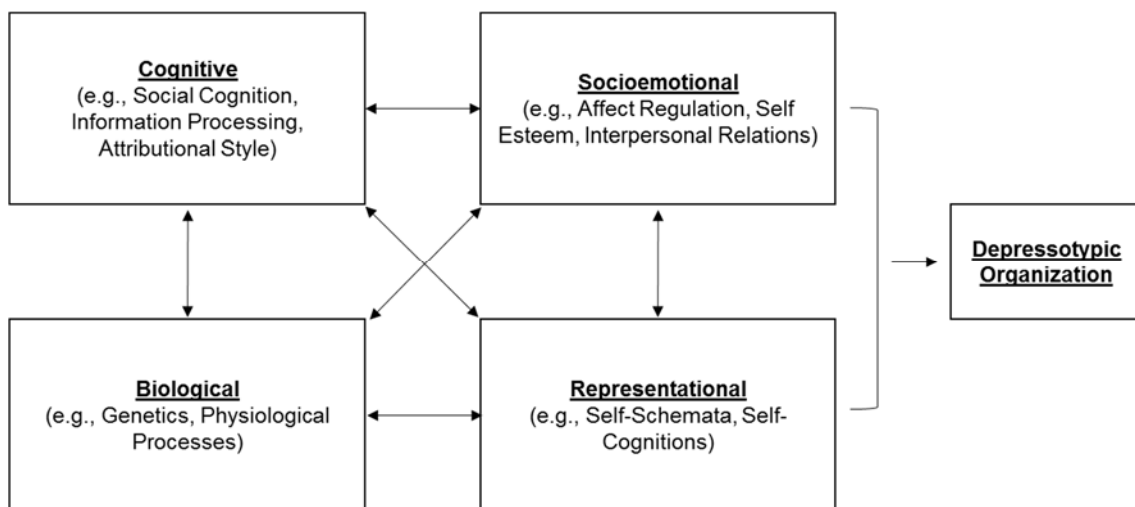 Cognitive
(e.g., Social Cognition,
Information Processing,
Attributional Style)
Socioemotional
(e.g., Affect Regulation, Self
Esteem, Interpersonal Relations)
Depressotypic
Organization
Biological
(e.g., Genetics, Physiological
Processes)
Representational
(e.g., Self-Schemata, Self-
Cognitions)